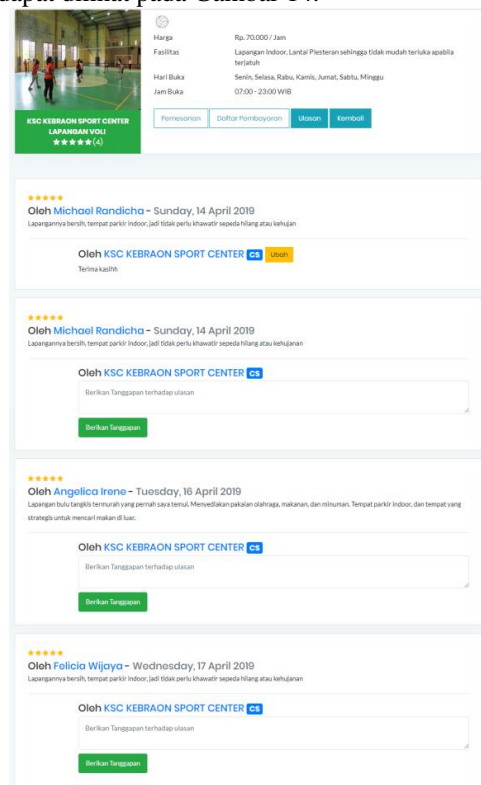 dapat dilihat pada Gambar 14.
Harga Rp. 70.000 / Jam
Fasilitas Lapangan Indoor, Lantai Plesteran sehingga tidak mudah terluka apabila
terjatuh
Hari Buka Senin, Selasa, Rabu, Kamis, Jumat, Sabtu, Minggu
Jam Buka 07:00 - 23:00 WIB
Pemesanan Daftar Pembayaran Ulasan Kembali
KSC KEBRAON SPORT CENTER
LAPANGAN VOLI
★★★★★(4)
★★★★★
Oleh Michael Randicha - Sunday, 14 April 2019
Lapangannya bersih, tempat parkir indoor, jadi tidak perlu khawatir sepeda hilang atau kehujan
Oleh KSC KEBRAON SPORT CENTER CS Ubah
Terima kasihh
★★★★★
Oleh Michael Randicha - Sunday, 14 April 2019
Lapangannya bersih, tempat parkir indoor, jadi tidak perlu khawatir sepeda hilang atau kehujanan
Oleh KSC KEBRAON SPORT CENTER CS
Berikan Tanggapan terhadap ulasan
Berikan Tanggapan
★★★★★
Oleh Angelica Irene - Tuesday, 16 April 2019
Lapangan bulu tangkis termurah yang pernah saya temui. Menyediakan pakaian olahraga, makanan, dan minuman. Tempat parkir indoor, dan tempat yang
strategis untuk mencari makan di luar.
Oleh KSC KEBRAON SPORT CENTER CS
Berikan Tanggapan terhadap ulasan
Berikan Tanggapan
★★★★★
Oleh Felicia Wijaya - Wednesday, 17 April 2019
Lapangannya bersih, tempat parkir indoor, jadi tidak perlu khawatir sepeda hilang atau kehujanan
Oleh KSC KEBRAON SPORT CENTER CS
Berikan Tanggapan terhadap ulasan
Berikan Tanggapan